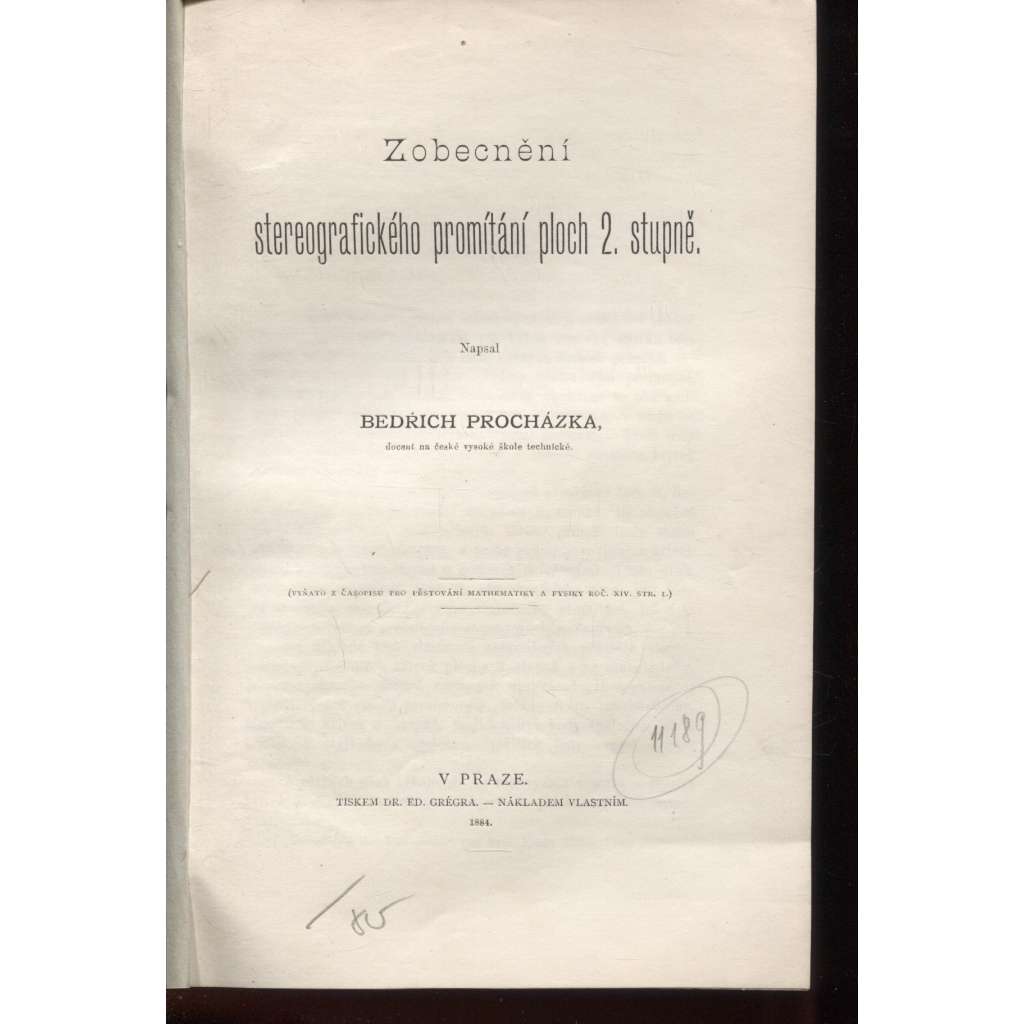 Zobecnění
stereografického promítání ploch 2. stupně.
Napsal
BEDŘICH PROCHÁZKA,
docent na české vysoké škole technické.
(VYŇATO Z ČASOPISU PRO PĚSTOVÁNÍ MATHEMATIKY A FYSIKY ROČ. XIV. STR. 1.)
11189
V PRAZE.
TISKEM DR. ED. GRÉGRA. — NÁKLADEM VLASTNÍM.
1884.